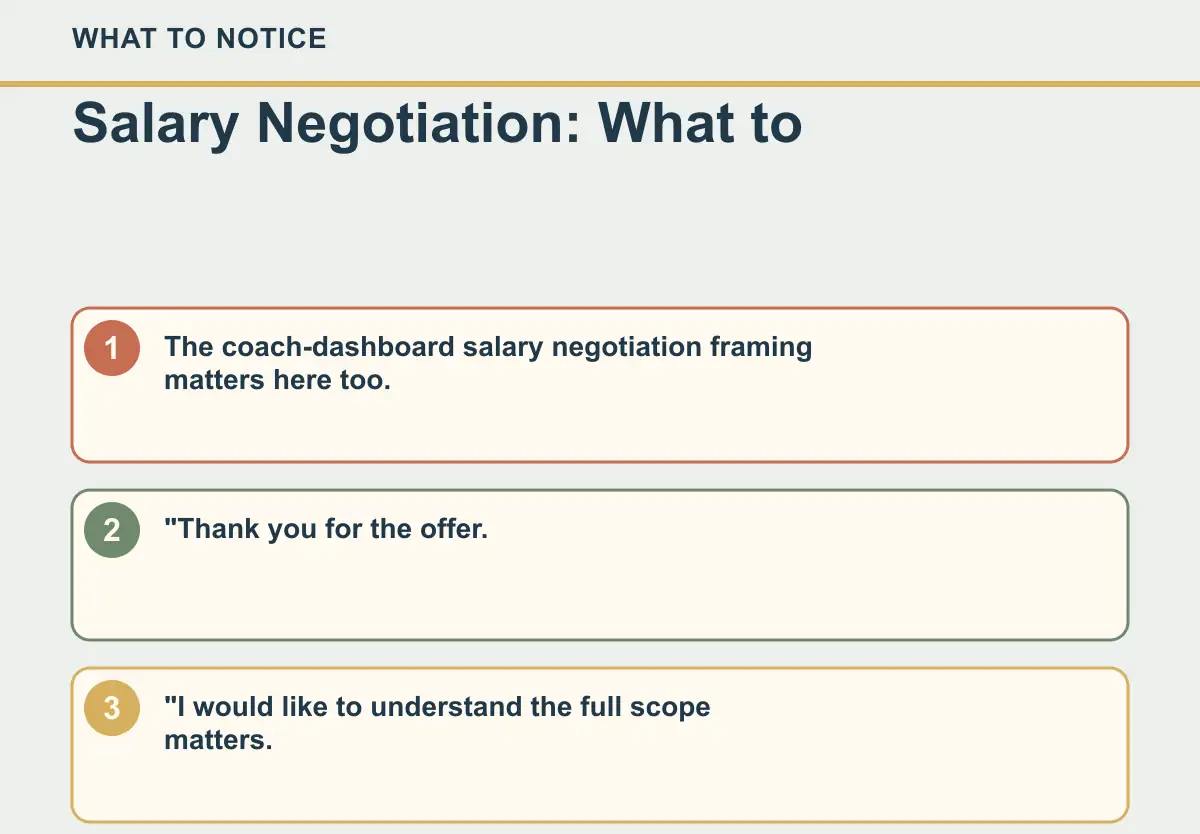 WHAT TO NOTICE
Salary Negotiation: What to
1
The coach-dashboard salary negotiation framing
matters here too.
2
"Thank you for the offer.
3
"I would like to understand the full scope
matters.